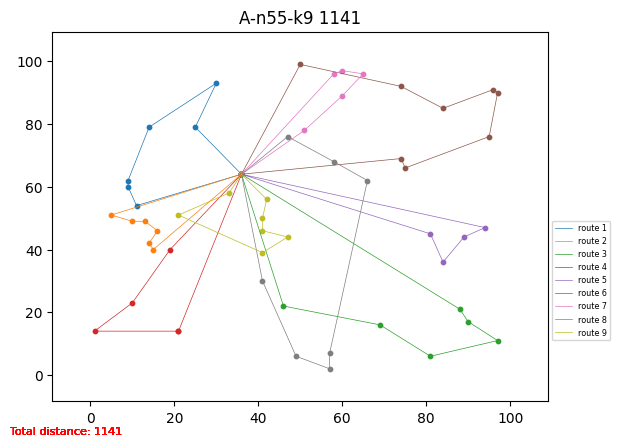 A-n55-k9 1141
100
80
60
40
20
0
0 20 40 60 80 100
route 1
route 2
route 3
route 4
route 5
route 6
route 7
route 8
route 9
Total distance: 1141